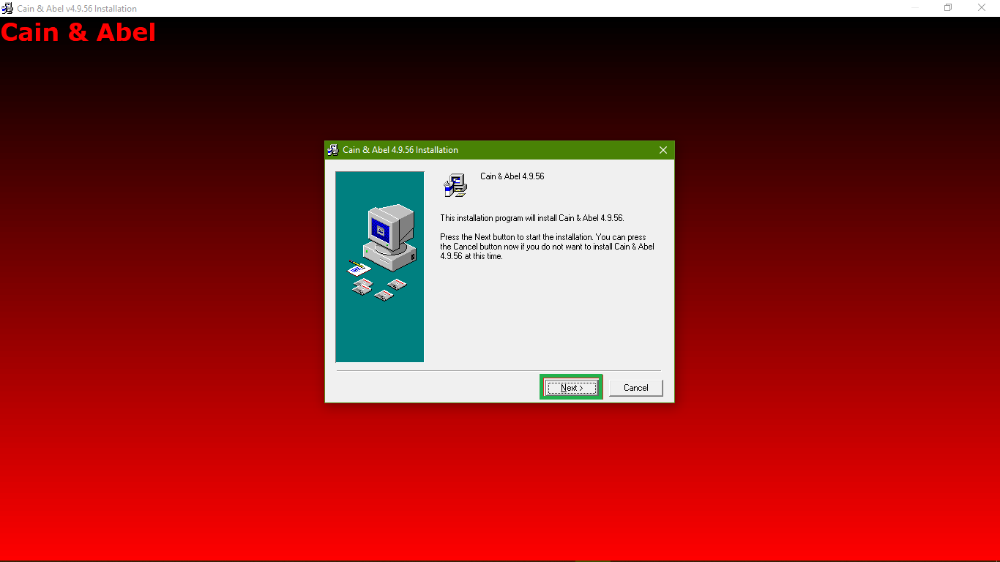 Cain & Abel v4.9.56 Installation
Cain & Abel
Cain & Abel 4.9.56 Installation
Cain & Abel 4.9.56
This installation program will install Cain & Abel 4.9.56.
Press the Next button to start the installation. You can press
the Cancel button now if you do not want to install Cain & Abel
4.9.56 at this time.
Next >
Cancel